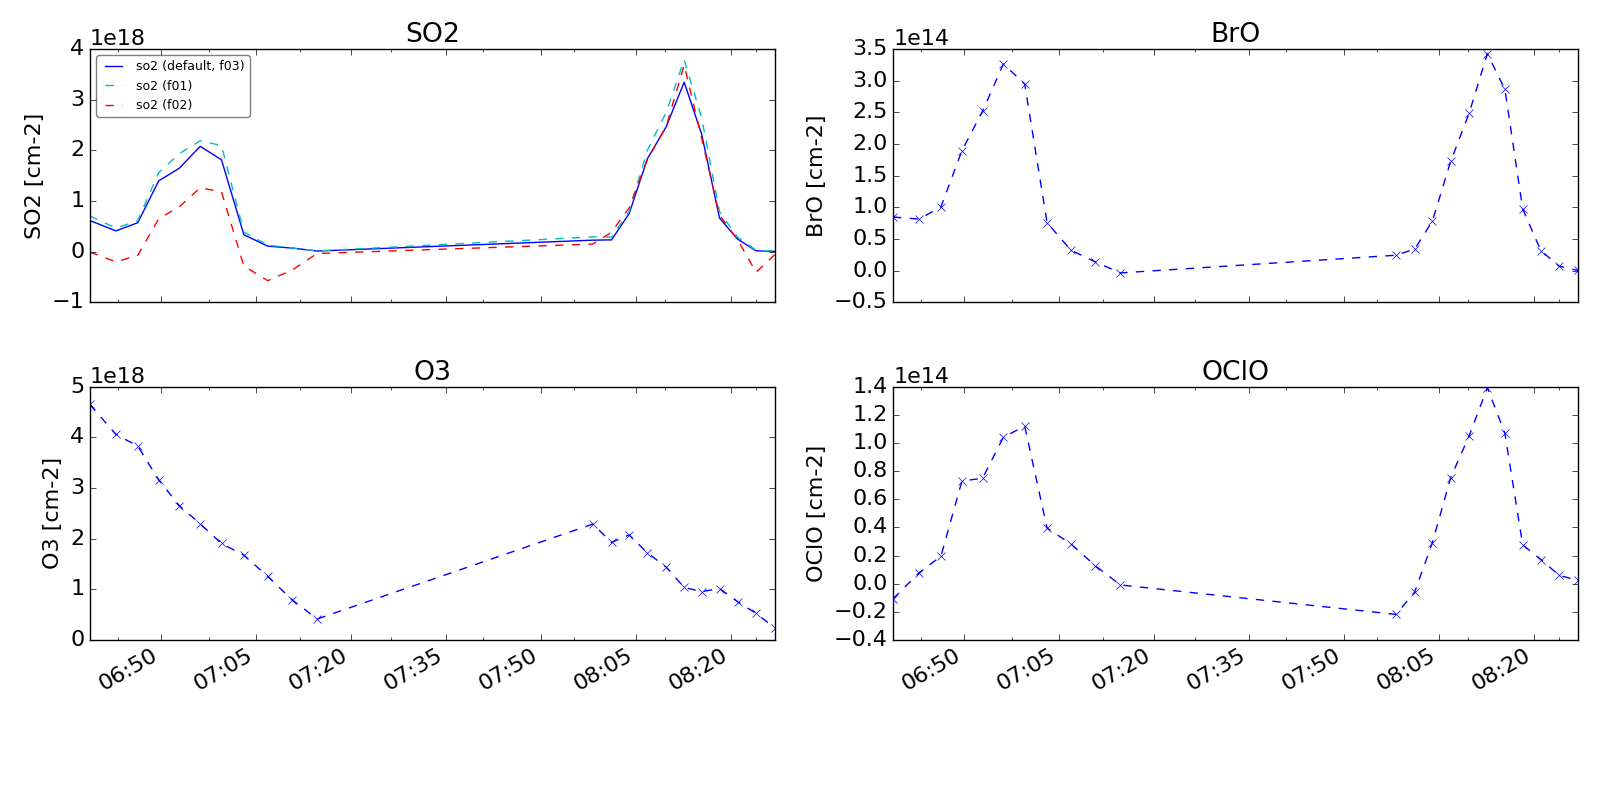 SO2
1e18
4
3
2
1
0
−1
SO2 [cm-2]
so2 (default, f03)
so2 (f01)
so2 (f02)
BrO
1e14
3.5
3.0
2.5
2.0
1.5
1.0
0.5
0.0
−0.5
BrO [cm-2]
O3
1e18
5
4
3
2
1
0
O3 [cm-2]
06:50 07:05 07:20 07:35 07:50 08:05 08:20
OClO
1e14
1.4
1.2
1.0
0.8
0.6
0.4
0.2
0.0
−0.2
−0.4
OClO [cm-2]
06:50 07:05 07:20 07:35 07:50 08:05 08:20